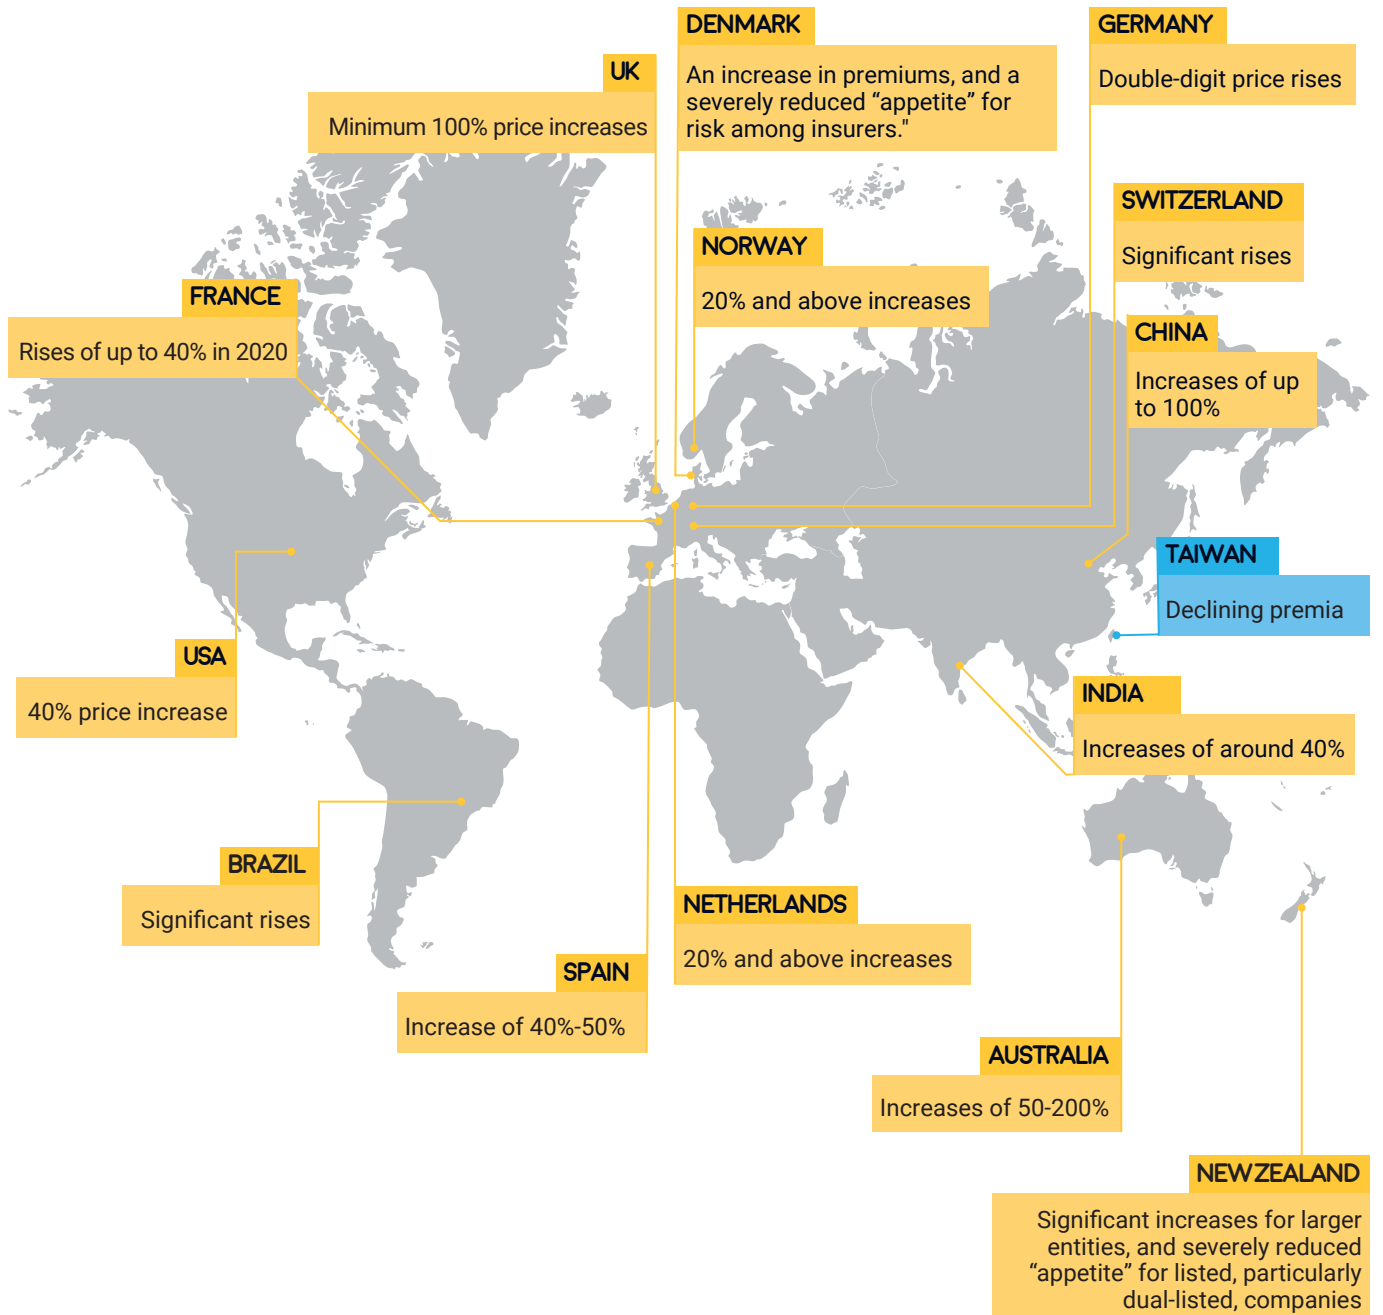 DENMARK
An increase in premiums, and a
severely reduced “appetite” for
risk among insurers."
GERMANY
Double-digit price rises
UK
Minimum 100% price increases
SWITZERLAND
Significant rises
NORWAY
20% and above increases
FRANCE
Rises of up to 40% in 2020
CHINA
Increases of up
to 100%
TAIWAN
Declining premia
USA
40% price increase
INDIA
Increases of around 40%
BRAZIL
Significant rises
NETHERLANDS
20% and above increases
SPAIN
Increase of 40%-50%
AUSTRALIA
Increases of 50-200%
NEW ZEALAND
Significant increases for larger
entities, and severely reduced
“appetite” for listed, particularly
dual-listed, companies